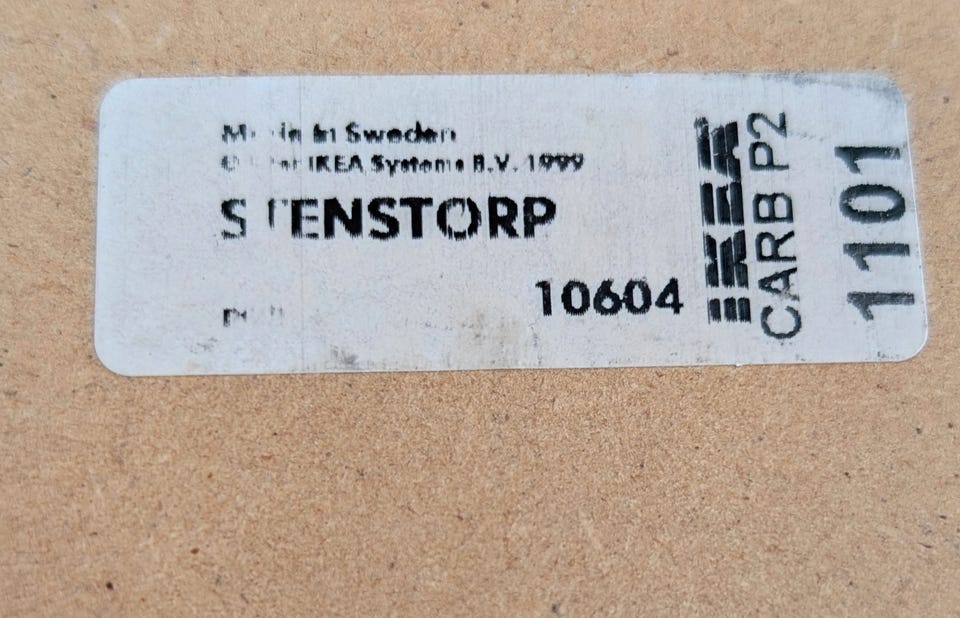 Made in Sweden
© Inter IKEA Systems B.V. 1999
STENSTORP
10604
IKEA
CARB P2
1101